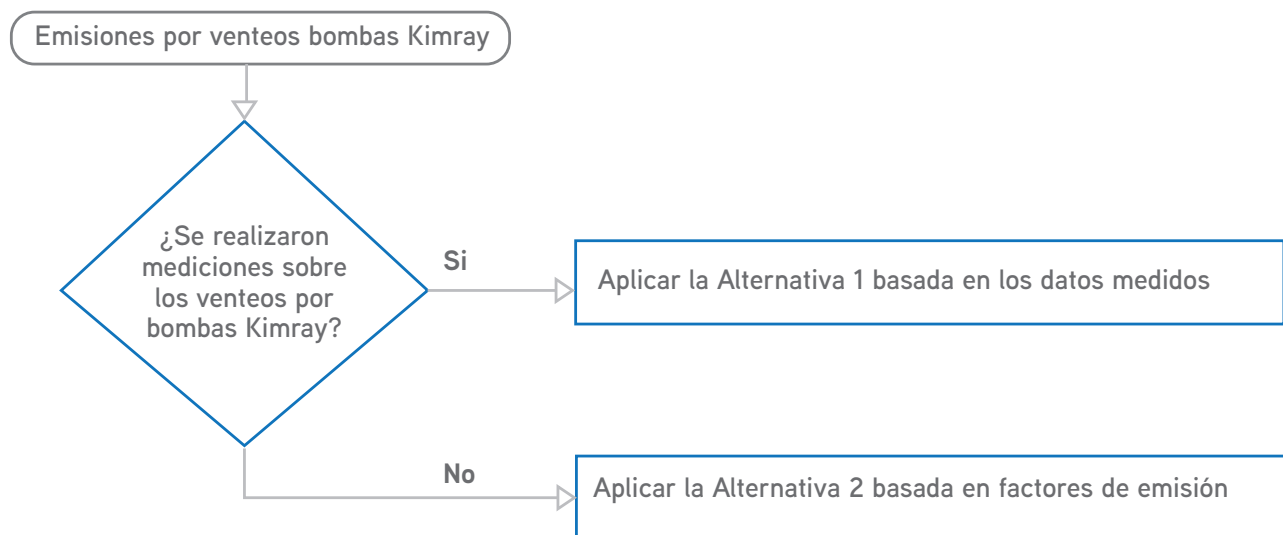 Emisiones por venteos bombas Kimray
¿Se realizaron
mediciones sobre
los venteos por
bombas Kimray?
Si
Aplicar la Alternativa 1 basada en los datos medidos
No
Aplicar la Alternativa 2 basada en factores de emisión